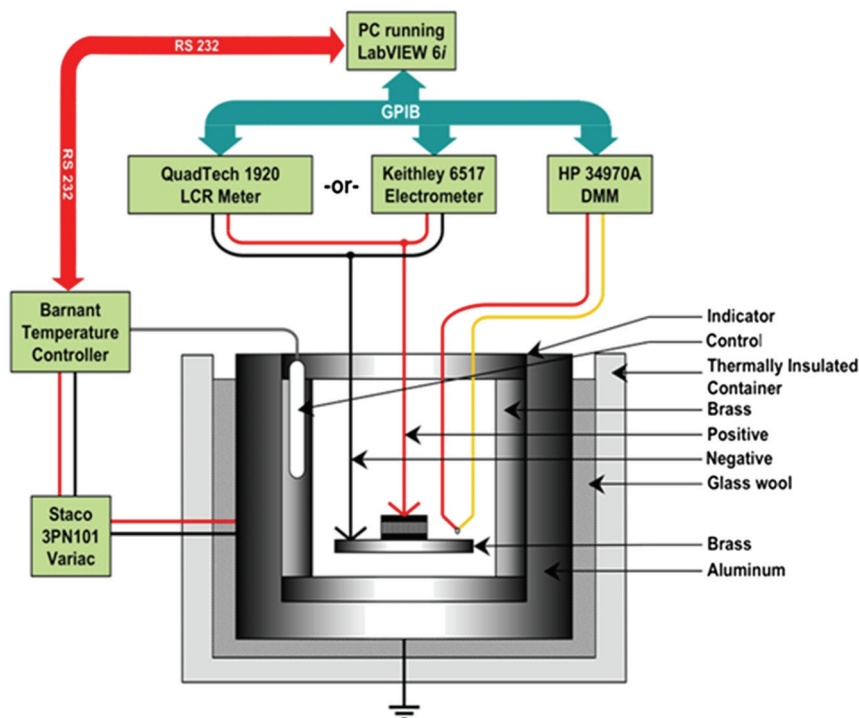 PC running
LabVIEW 6i
RS 232
GPIB
RS 232
QuadTech 1920
LCR Meter
-or-
Keithley 6517
Electrometer
HP 34970A
DMM
Barnant
Temperature
Controller
Indicator
Control
Thermally Insulated
Container
Brass
Positive
Negative
Glass wool
Staco
3PN101
Variac
Brass
Aluminum